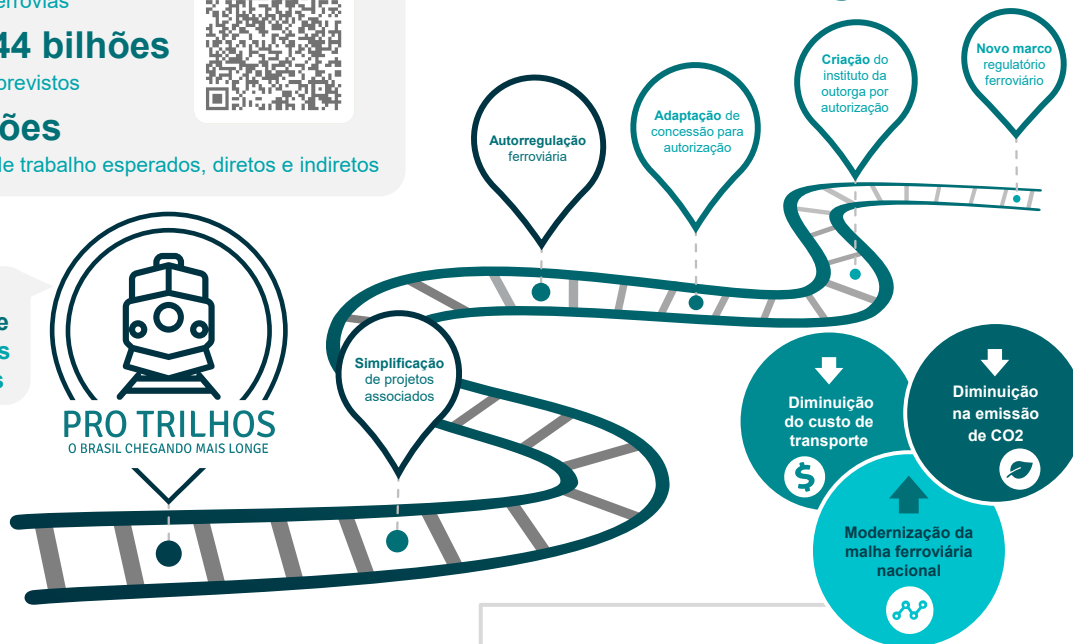 44 bilhões
previstos
de trabalho esperados, diretos e indiretos
Novo marco
regulatório
ferroviário
Criação do
instituto da
outorga por
autorização
Adaptação de
concessão para
autorização
Autorregulação
ferroviária
Simplificação
de projetos
associados
PRO TRILHOS
O BRASIL CHEGANDO MAIS LONGE
Diminuição
do custo de
transporte
$
Diminuição
na emissão
de CO2
Modernização da
malha ferroviária
nacional